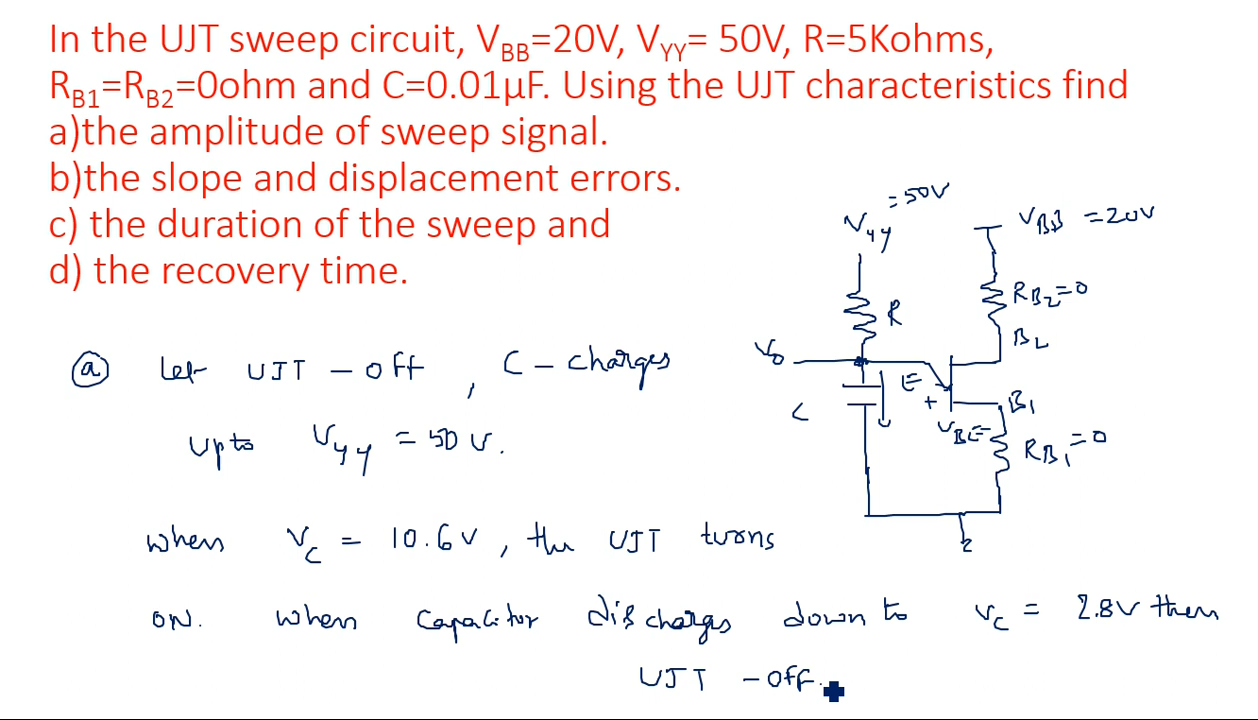 In the UJT sweep circuit, VBB=20V, VYY= 50V, R=5Kohms,
RB1=RB2=0ohm and C=0.01µF. Using the UJT characteristics find
a)the amplitude of sweep signal.
b)the slope and displacement errors.
c) the duration of the sweep and
d) the recovery time.
Vyy = 50V
VBB = 20V
R
RB2=0
B2
Vo
E
C
+
VBE -
B1
RB1=0
(a) Let UJT - off, C - charges
upto Vyy = 50 V.
when Vc = 10.6V, the UJT turns
ON. when capacitor discharges down to Vc = 2.8V then
UJT - off.